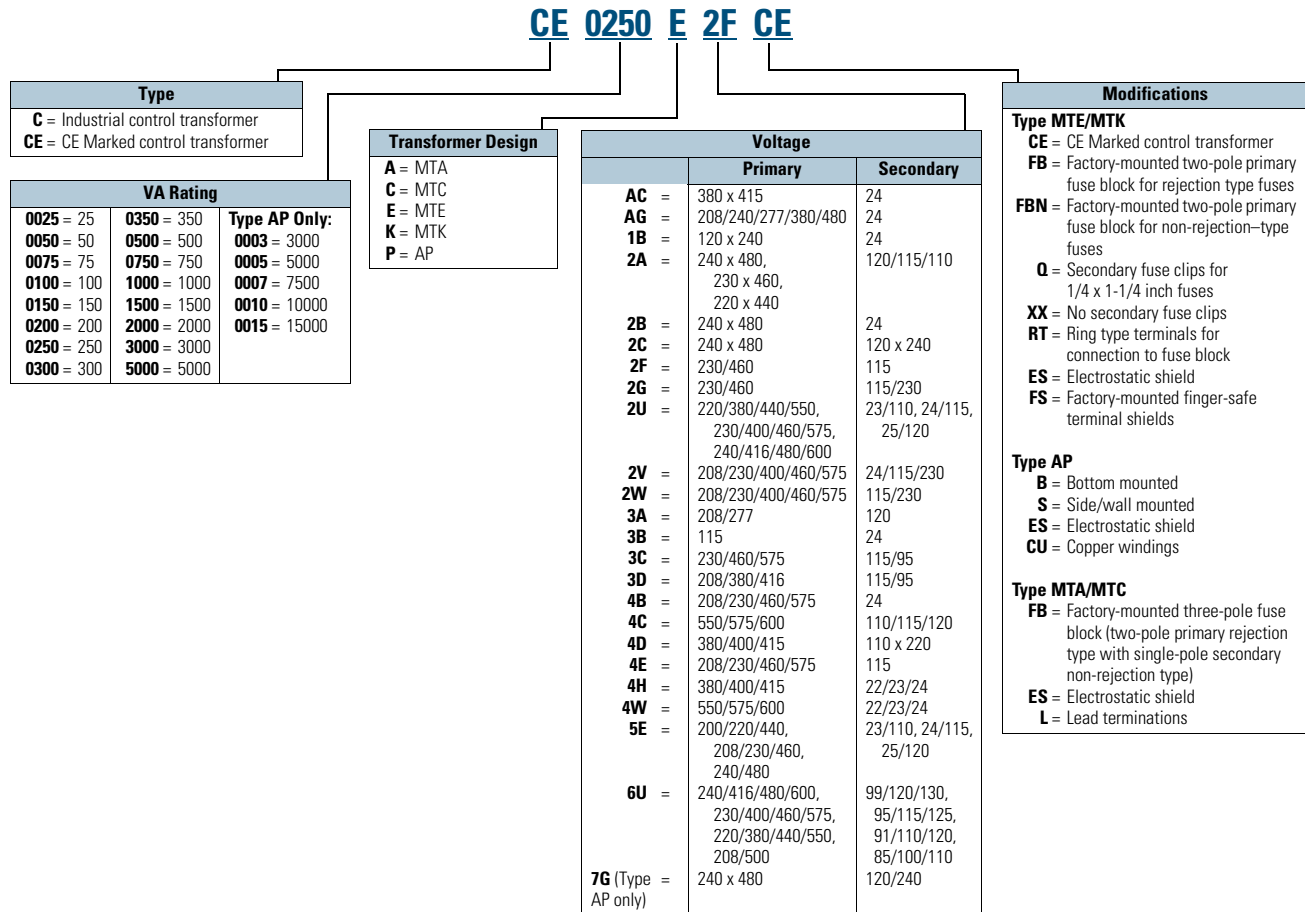 CE 0250 E 2F CE
Type
C = Industrial control transformer
CE = CE Marked control transformer
VA Rating
0025 = 25 0350 = 350 Type AP Only:
0050 = 50 0500 = 500 0003 = 3000
0075 = 75 0750 = 750 0005 = 5000
0100 = 100 1000 = 1000 0007 = 7500
0150 = 150 1500 = 1500 0010 = 10000
0200 = 200 2000 = 2000 0015 = 15000
0250 = 250 3000 = 3000
0300 = 300 5000 = 5000
Transformer Design
A = MTA
C = MTC
E = MTE
K = MTK
P = AP
Voltage
Primary Secondary
AC = 380 x 415 24
AG = 208/240/277/380/480 24
1B = 120 x 240 24
2A = 240 x 480, 120/115/110
230 x 460,
220 x 440
2B = 240 x 480 24
2C = 240 x 480 120 x 240
2F = 230/460 115
2G = 230/460 115/230
2U = 220/380/440/550, 23/110, 24/115,
230/400/460/575, 25/120
240/416/480/600
2V = 208/230/400/460/575 24/115/230
2W = 208/230/400/460/575 115/230
3A = 208/277 120
3B = 115 24
3C = 230/460/575 115/95
3D = 208/380/416 115/95
4B = 208/230/460/575 24
4C = 550/575/600 110/115/120
4D = 380/400/415 110 x 220
4E = 208/230/460/575 115
4H = 380/400/415 22/23/24
4W = 550/575/600 22/23/24
5E = 200/220/440, 23/110, 24/115,
208/230/460, 25/120
240/480
6U = 240/416/480/600, 99/120/130,
230/400/460/575, 95/115/125,
220/380/440/550, 91/110/120,
208/500 85/100/110
7G (Type = 240 x 480 120/240
AP only)
Modifications
Type MTE/MTK
CE = CE Marked control transformer
FB = Factory-mounted two-pole primary
fuse block for rejection type fuses
FBN = Factory-mounted two-pole primary
fuse block for non-rejection–type
fuses
Q = Secondary fuse clips for
1/4 x 1-1/4 inch fuses
XX = No secondary fuse clips
RT = Ring type terminals for
connection to fuse block
ES = Electrostatic shield
FS = Factory-mounted finger-safe
terminal shields
Type AP
B = Bottom mounted
S = Side/wall mounted
ES = Electrostatic shield
CU = Copper windings
Type MTA/MTC
FB = Factory-mounted three-pole fuse
block (two-pole primary rejection
type with single-pole secondary
non-rejection type)
ES = Electrostatic shield
L = Lead terminations